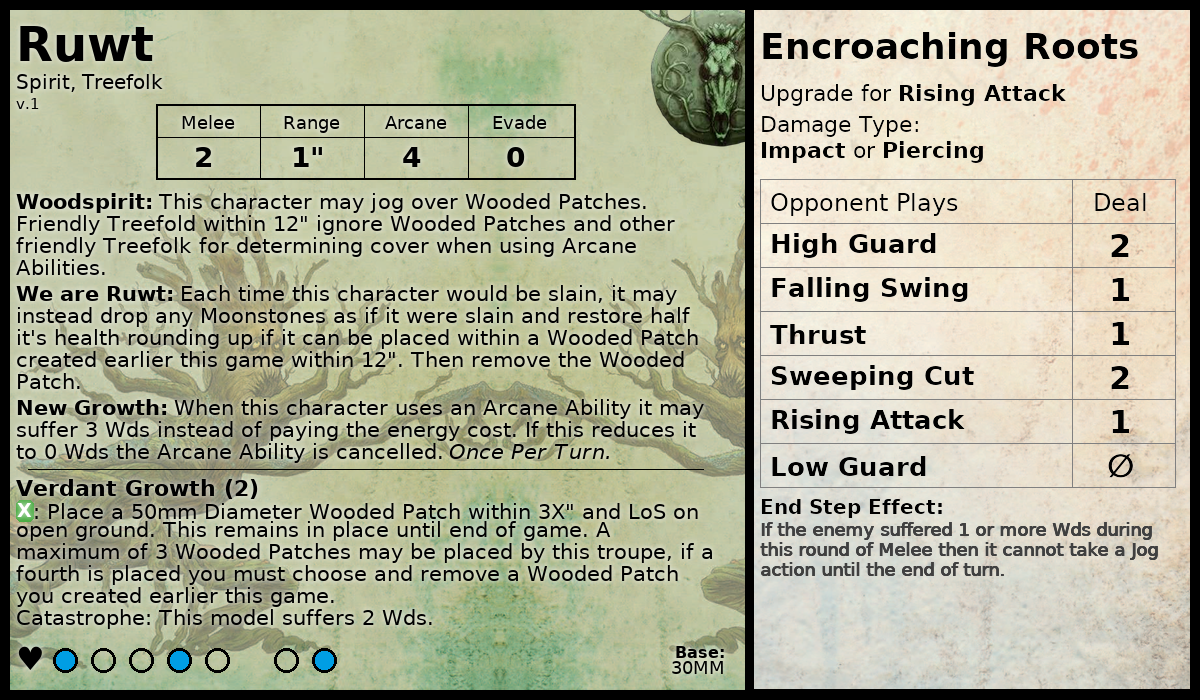 Ruwt
Spirit, Treefolk
v.1
Melee Range Arcane Evade
2 1" 4 0
Woodspirit: This character may jog over Wooded Patches.
Friendly Treefold within 12" ignore Wooded Patches and other
friendly Treefolk for determining cover when using Arcane
Abilities.
We are Ruwt: Each time this character would be slain, it may
instead drop any Moonstones as if it were slain and restore half
it's health rounding up if it can be placed within a Wooded Patch
created earlier this game within 12". Then remove the Wooded
Patch.
New Growth: When this character uses an Arcane Ability it may
suffer 3 Wds instead of paying the energy cost. If this reduces it
to 0 Wds the Arcane Ability is cancelled. Once Per Turn.
Verdant Growth (2)
X: Place a 50mm Diameter Wooded Patch within 3X" and LoS on
open ground. This remains in place until end of game. A
maximum of 3 Wooded Patches may be placed by this troupe, if a
fourth is placed you must choose and remove a Wooded Patch
you created earlier this game.
Catastrophe: This model suffers 2 Wds.
Base:
30MM
Encroaching Roots
Upgrade for Rising Attack
Damage Type:
Impact or Piercing
Opponent Plays Deal
High Guard 2
Falling Swing 1
Thrust 1
Sweeping Cut 2
Rising Attack 1
Low Guard ∅
End Step Effect:
If the enemy suffered 1 or more Wds during
this round of Melee then it cannot take a Jog
action until the end of turn.